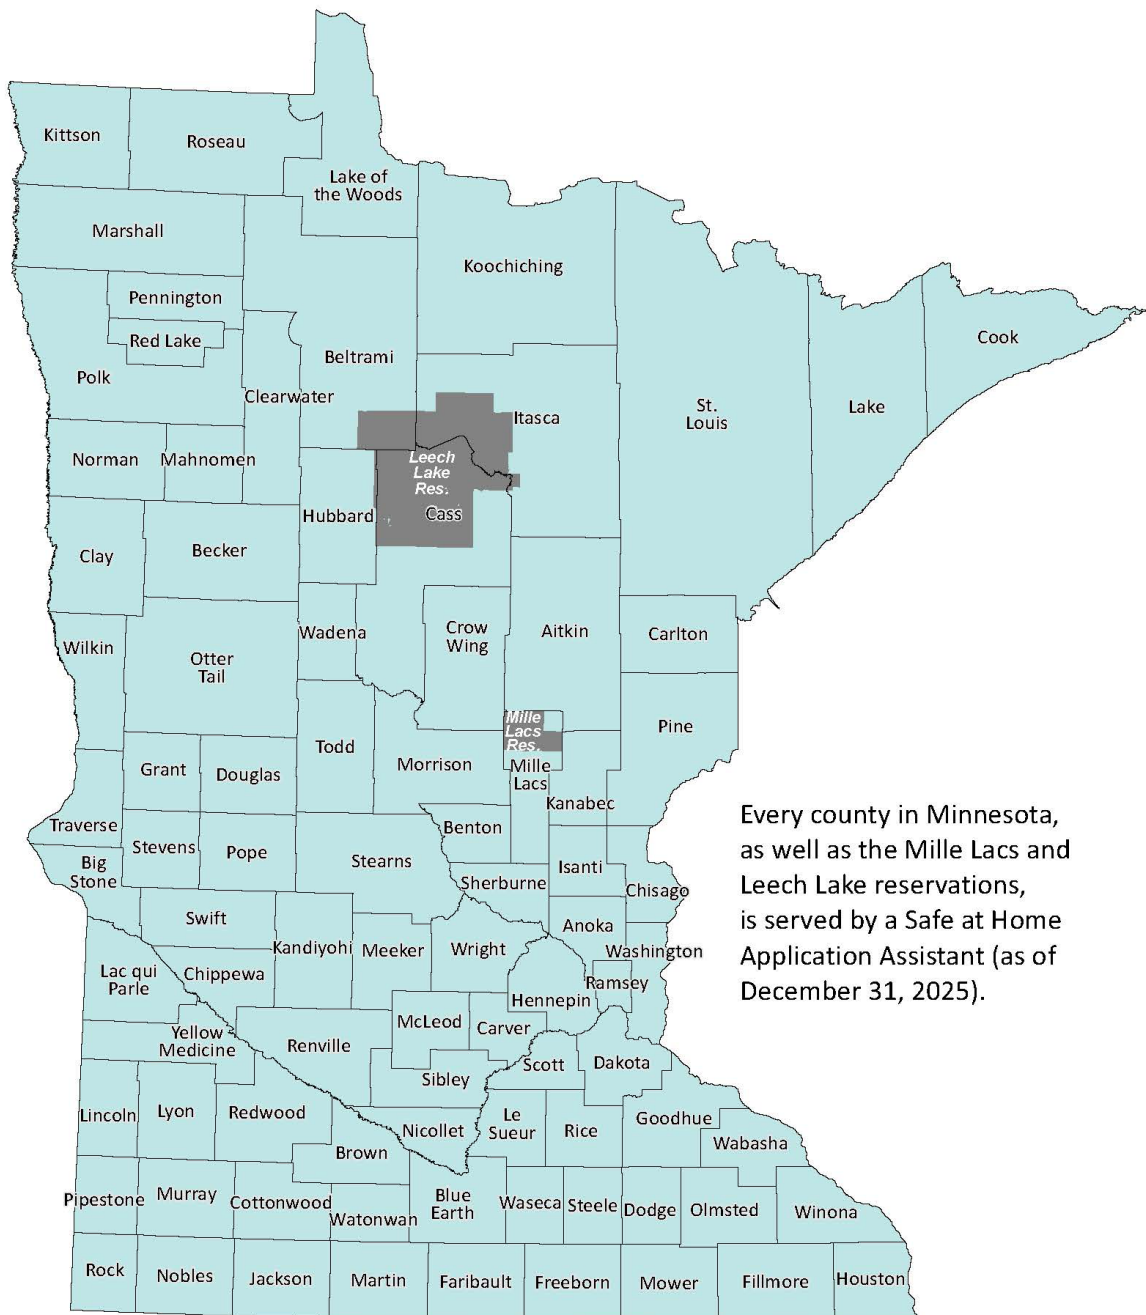 Kittson
Roseau
Lake of
the Woods
Marshall
Koochiching
Pennington
Red Lake
Polk
Beltrami
Clearwater
Itasca
St.
Louis
Lake
Cook
Norman
Mahnomen
Leech
Lake
Res.
Cass
Hubbard
Clay
Becker
Wadena
Crow
Wing
Aitkin
Carlton
Wilkin
Otter
Tail
Mille
Lacs
Res.
Pine
Todd
Morrison
Mille
Lacs
Grant
Douglas
Kanabec
Traverse
Stevens
Pope
Stearns
Benton
Isanti
Big
Stone
Sherburne
Chisago
Swift
Kandiyohi
Meeker
Wright
Anoka
Washington
Lac qui
Parle
Chippewa
Hennepin
Ramsey
Yellow
Medicine
Renville
McLeod
Carver
Scott
Dakota
Sibley
Lincoln
Lyon
Redwood
Nicollet
Le
Sueur
Rice
Goodhue
Wabasha
Brown
Pipestone
Murray
Cottonwood
Watonwan
Blue
Earth
Waseca
Steele
Dodge
Olmsted
Winona
Rock
Nobles
Jackson
Martin
Faribault
Freeborn
Mower
Fillmore
Houston
Every county in Minnesota,
as well as the Mille Lacs and
Leech Lake reservations,
is served by a Safe at Home
Application Assistant (as of
December 31, 2025).